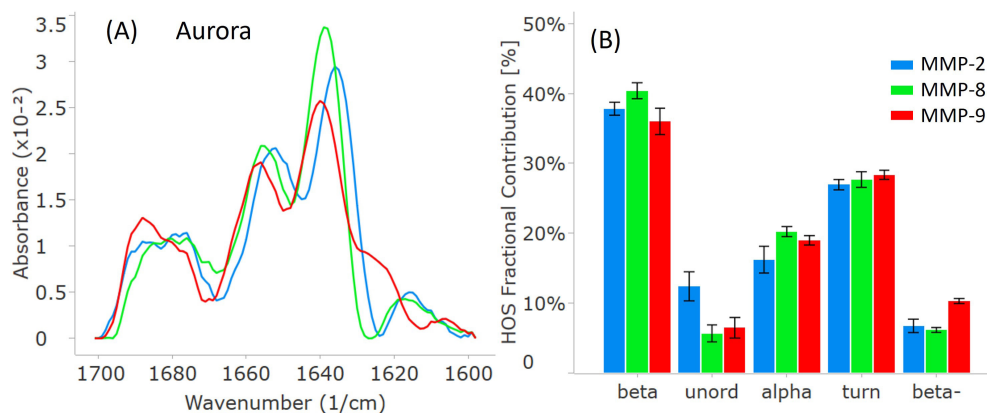 (A) Aurora
Absorbance (x10⁻²)
3.5
3
2.5
2
1.5
1
0.5
0
1700 1680 1660 1640 1620 1600
Wavenumber (1/cm)
(B)
HOS Fractional Contribution [%]
50%
40%
30%
20%
10%
0
MMP-2
MMP-8
MMP-9
beta unord alpha turn beta-